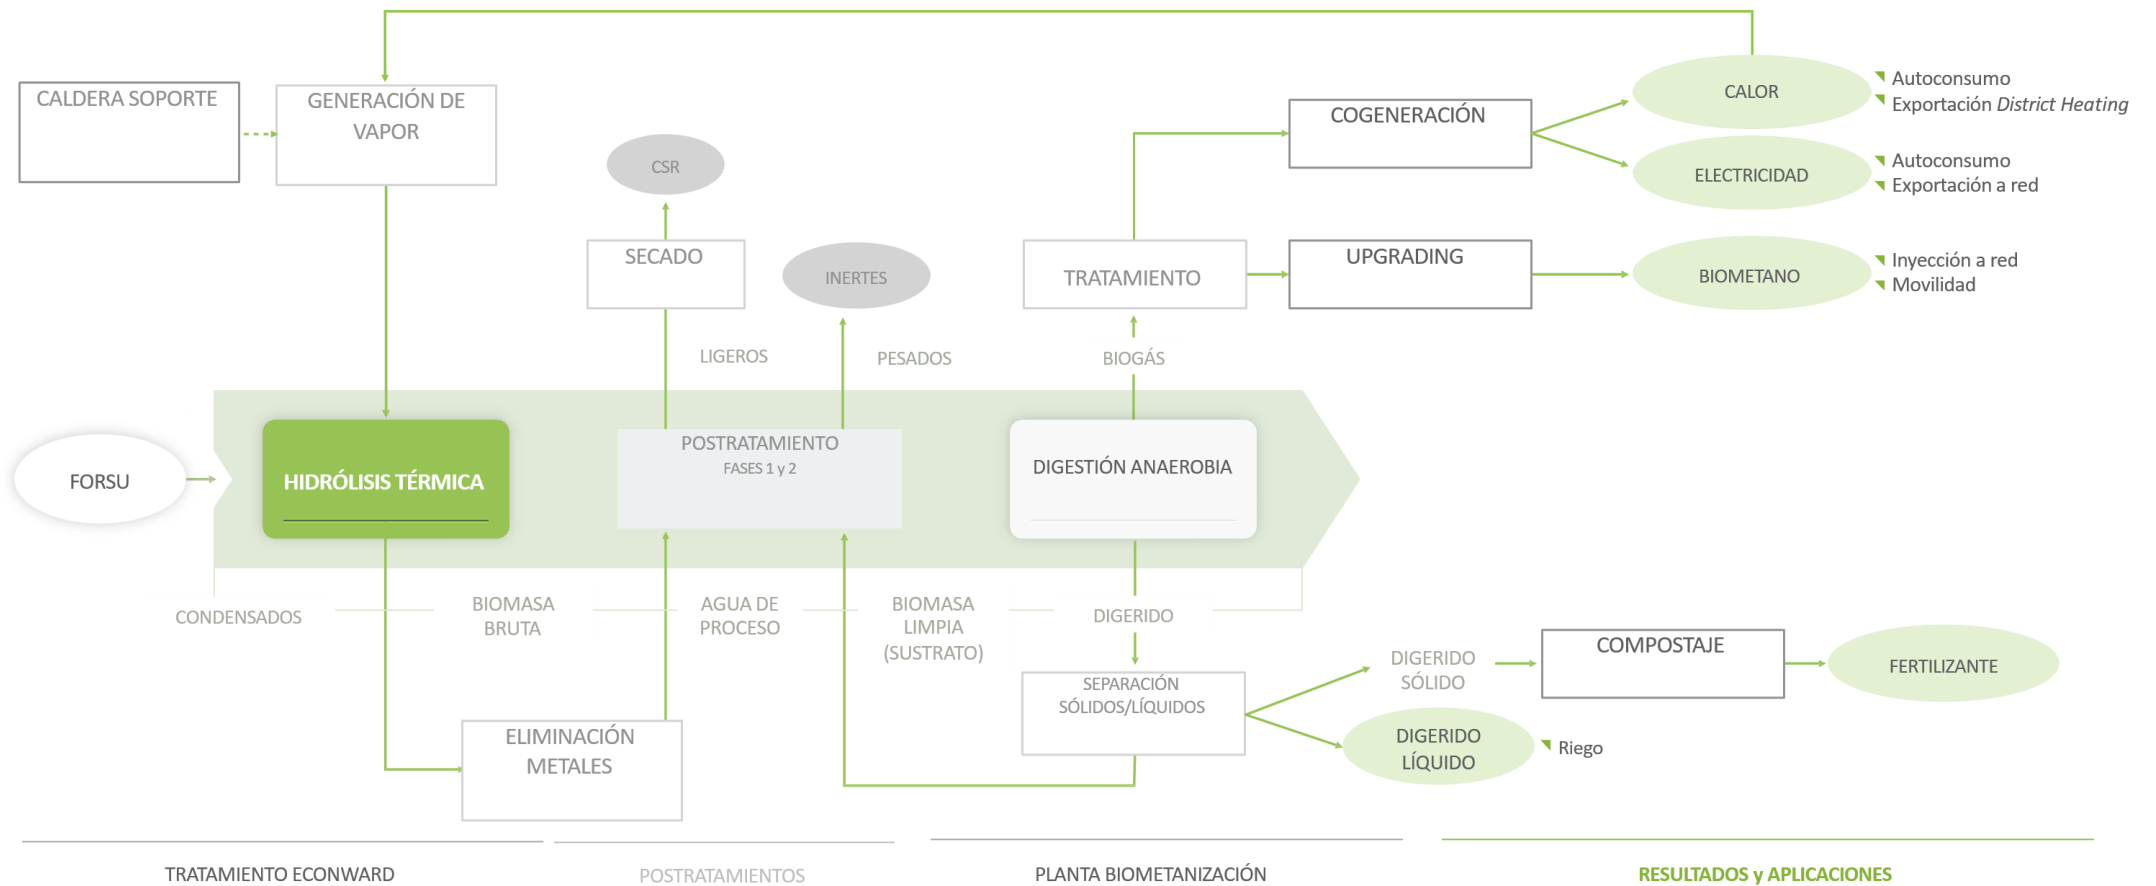 CALDERA SOPORTE
GENERACIÓN DE
VAPOR
CSR
SECADO
INERTES
LIGEROS
PESADOS
COGENERACIÓN
CALOR
Autoconsumo
Exportación District Heating
ELECTRICIDAD
Autoconsumo
Exportación a red
TRATAMIENTO
UPGRADING
BIOMETANO
Inyección a red
Movilidad
BIOGÁS
FORSU
HIDRÓLISIS TÉRMICA
POSTRATAMIENTO
FASES 1 y 2
DIGESTIÓN ANAEROBIA
CONDENSADOS
BIOMASA
BRUTA
AGUA DE
PROCESO
BIOMASA
LIMPIA
(SUSTRATO)
DIGERIDO
ELIMINACIÓN
METALES
SEPARACIÓN
SÓLIDOS/LÍQUIDOS
DIGERIDO
SÓLIDO
COMPOSTAJE
FERTILIZANTE
DIGERIDO
LÍQUIDO
Riego
TRATAMIENTO ECONWARD
POSTRATAMIENTOS
PLANTA BIOMETANIZACIÓN
RESULTADOS y APLICACIONES